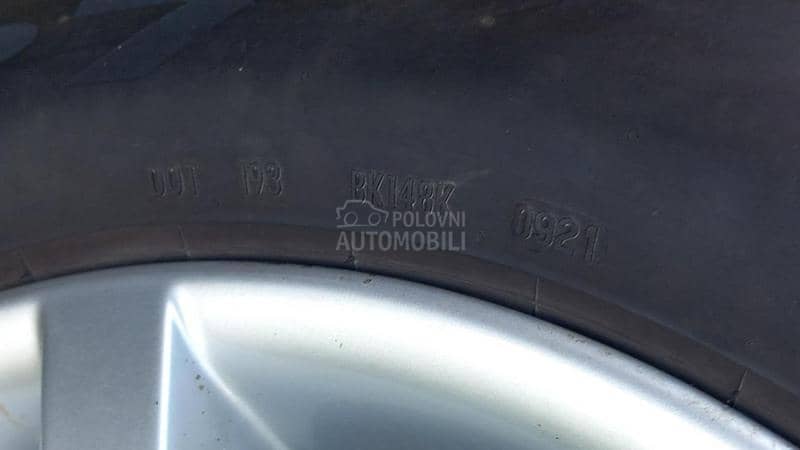 DOT 193 BK148K 0921
POLOVNI
AUTOMOBILI